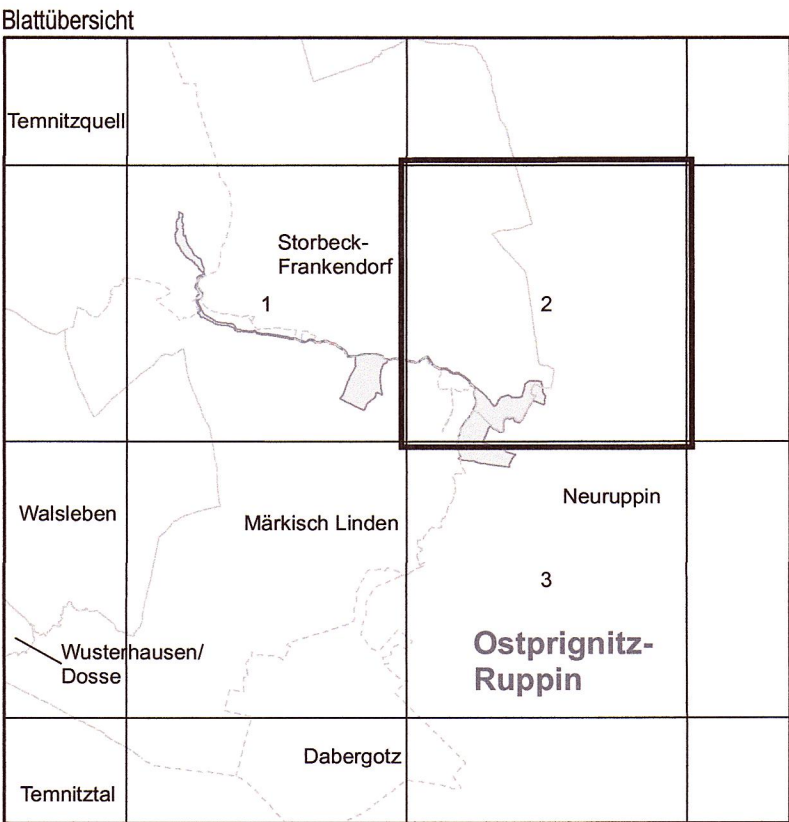 Blattübersicht
Temnitzquell
Storbeck-
Frankendorf
1
2
Walsleben
Märkisch Linden
Neuruppin
3
Wusterhausen/
Dosse
Ostprignitz-
Ruppin
Dabergotz
Temnitztal